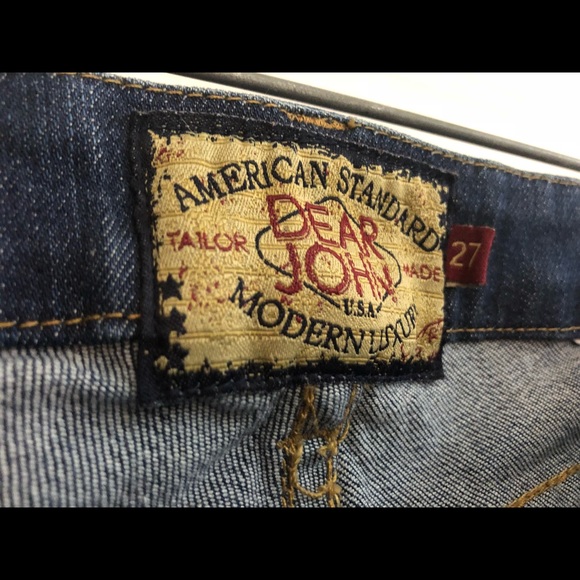 AMERICAN STANDARD
DEAR
JOHN
TAILOR MADE
U.S.A.
MODERN LUXURY
27